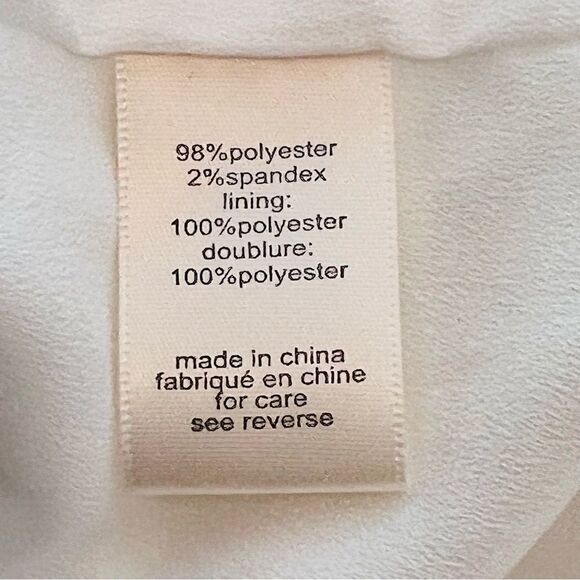 98%polyester
2%spandex
lining:
100%polyester
doublure:
100%polyester
made in china
fabriqué en chine
for care
see reverse